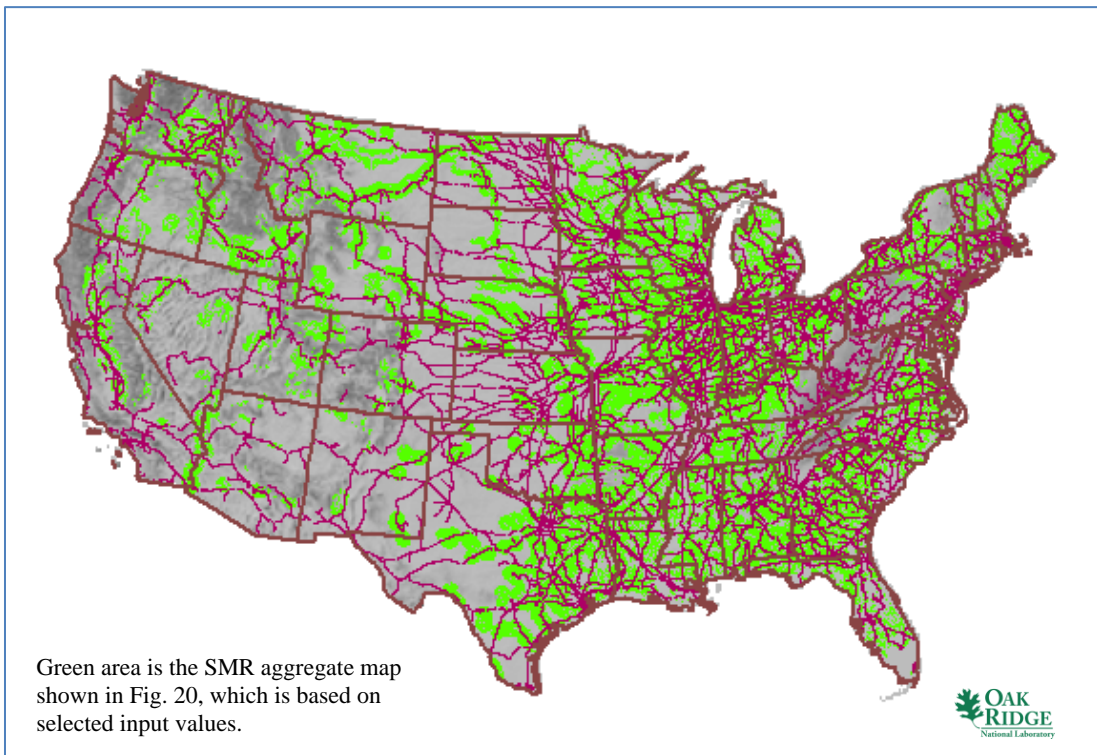 Green area is the SMR aggregate map
shown in Fig. 20, which is based on
selected input values.
OAK
RIDGE
National Laboratory